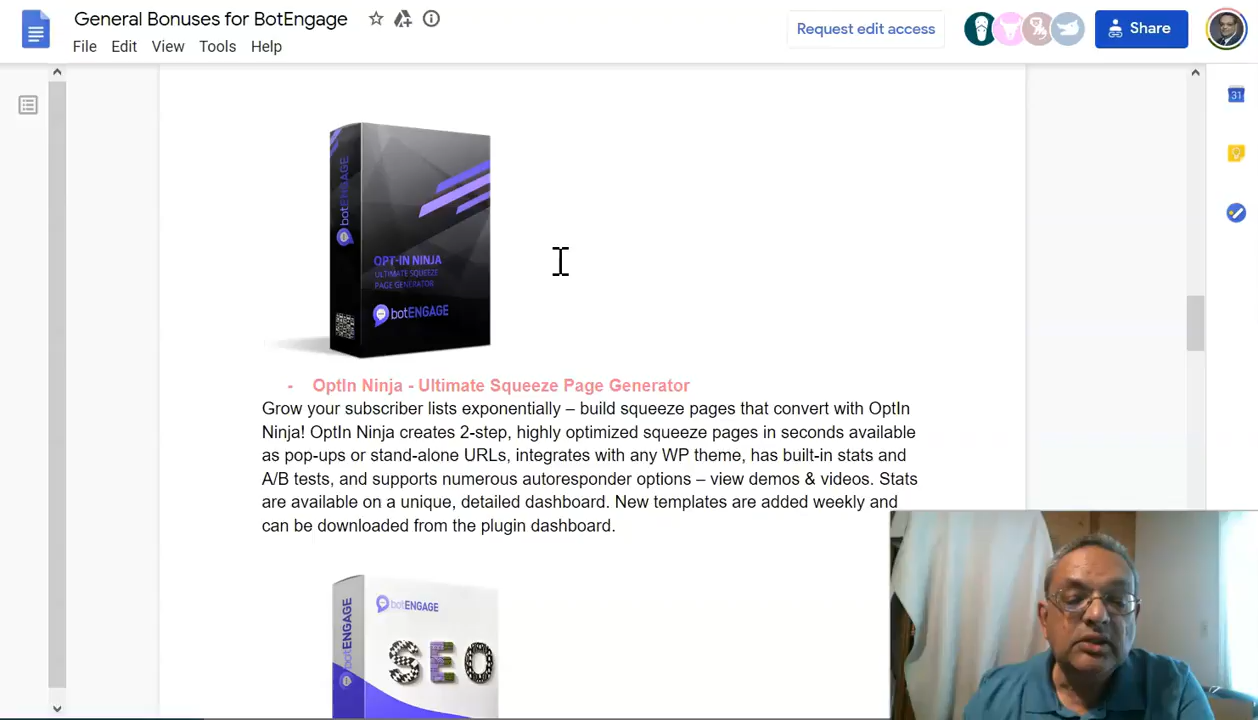 General Bonuses for BotEngage
File Edit View Tools Help
Request edit access
Share
31
botENGAGE
OPT-IN NINJA
ULTIMATE SQUEEZE
PAGE GENERATOR
botENGAGE
- OptIn Ninja - Ultimate Squeeze Page Generator
Grow your subscriber lists exponentially – build squeeze pages that convert with OptIn
Ninja! OptIn Ninja creates 2-step, highly optimized squeeze pages in seconds available
as pop-ups or stand-alone URLs, integrates with any WP theme, has built-in stats and
A/B tests, and supports numerous autoresponder options – view demos & videos. Stats
are available on a unique, detailed dashboard. New templates are added weekly and
can be downloaded from the plugin dashboard.
botENGAGE
botENGAGE
SEO